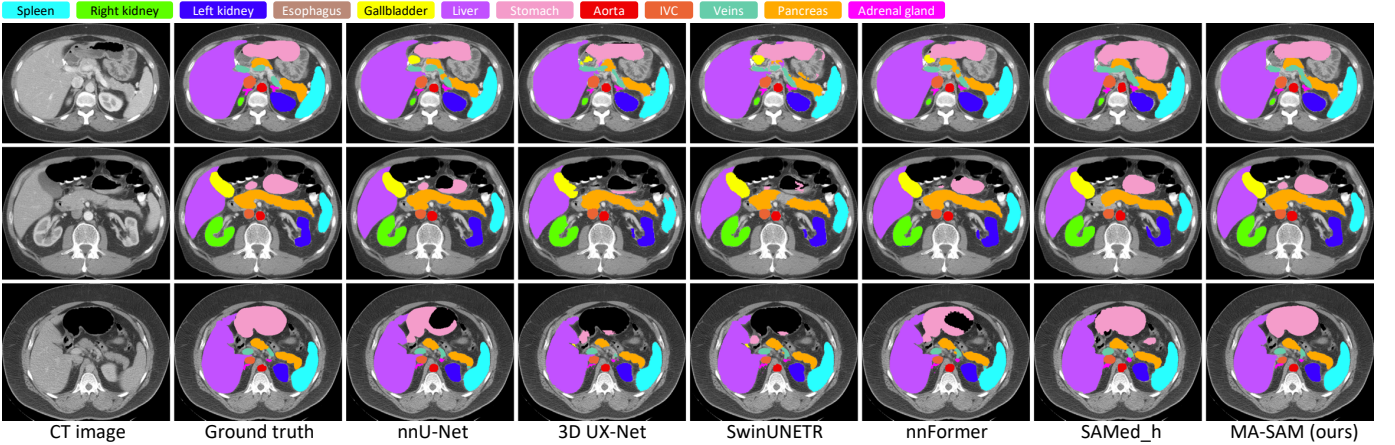 Spleen Right kidney Left kidney Esophagus Gallbladder Liver Stomach Aorta IVC Veins Pancreas Adrenal gland
CT image Ground truth nnU-Net 3D UX-Net SwinUNETR nnFormer SAMed_h MA-SAM (ours)